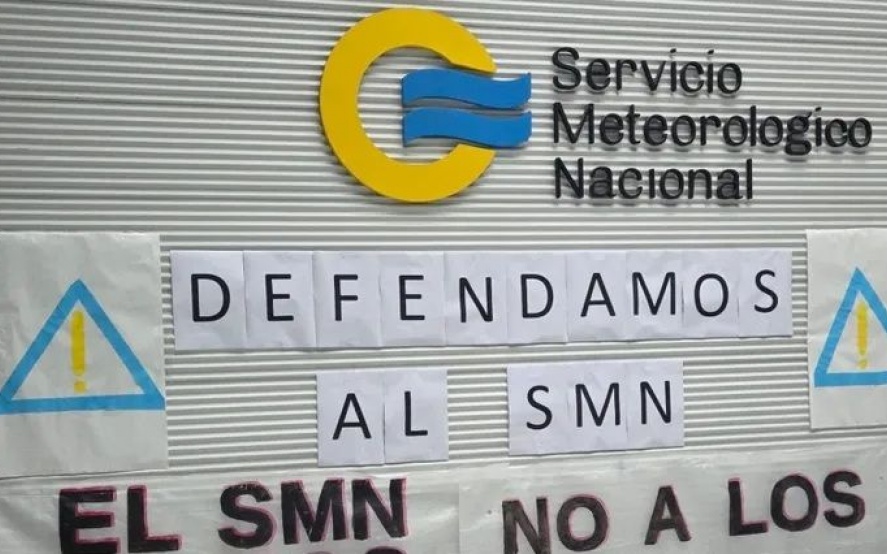 Servicio
Meteorologico
Nacional
DEFENDAMOS
AL SMN
EL SMN NO A LOS